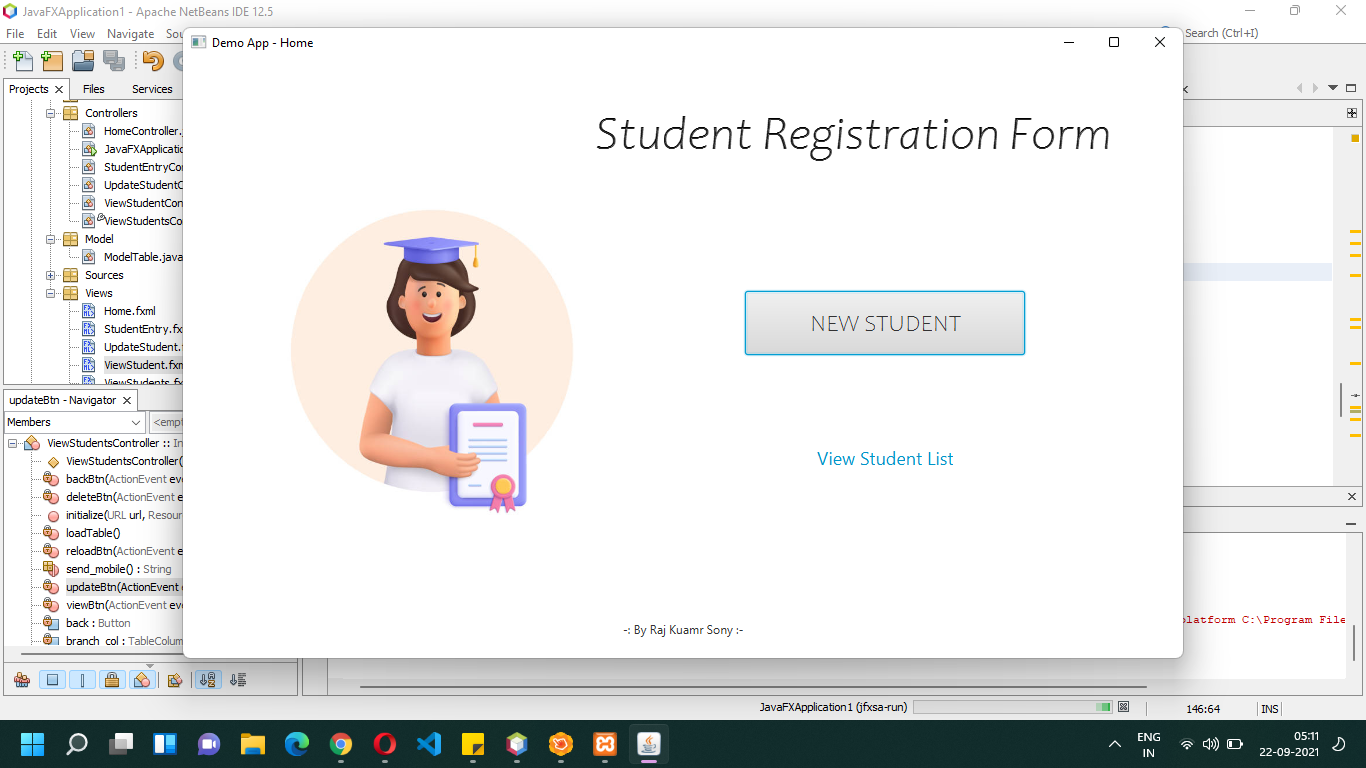 JavaFXApplication1 - Apache NetBeans IDE 12.5
File Edit View Navigate Sou
Search (Ctrl+I)
Demo App - Home
Projects Files Services
Controllers
HomeController.
JavaFXApplicatio
StudentEntryCo
UpdateStudentC
ViewStudentCon
ViewStudentsCo
Model
ModelTable.java
Sources
Views
Home.fxml
StudentEntry.fx
UpdateStudent.
ViewStudent.fxm
ViewStudents.fx
updateBtn - Navigator
Members
<empt
ViewStudentsController :: In
ViewStudentsController(
backBtn(ActionEvent ev
deleteBtn(ActionEvent e
initialize(URL url, Resour
loadTable()
reloadBtn(ActionEvent e
send_mobile() : String
updateBtn(ActionEvent
viewBtn(ActionEvent eve
back : Button
branch_col : TableColum
Student Registration Form
NEW STUDENT
View Student List
-: By Raj Kuamr Sony :-
platform C:\Program File
JavaFXApplication1 (jfxsa-run)
146:64 INS
ENG
IN
05:11
22-09-2021